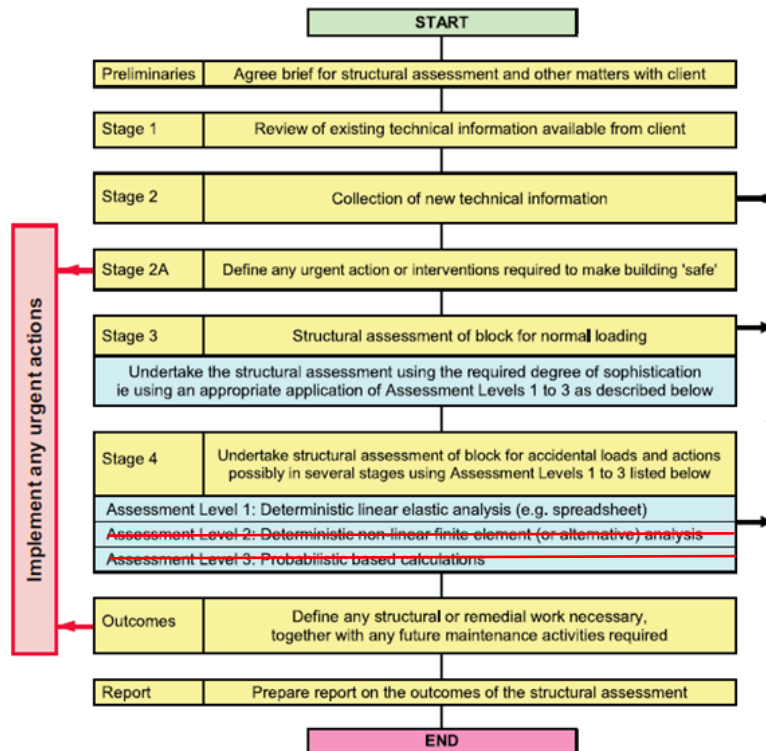 START
Preliminaries
Agree brief for structural assessment and other matters with client
Stage 1
Review of existing technical information available from client
Stage 2
Collection of new technical information
Stage 2A
Define any urgent action or interventions required to make building 'safe'
Stage 3
Structural assessment of block for normal loading
Undertake the structural assessment using the required degree of sophistication
ie using an appropriate application of Assessment Levels 1 to 3 as described below
Stage 4
Undertake structural assessment of block for accidental loads and actions
possibly in several stages using Assessment Levels 1 to 3 listed below
Assessment Level 1: Deterministic linear elastic analysis (e.g. spreadsheet)
Assessment Level 2: Deterministic non-linear finite element (or alternative) analysis
Assessment Level 3: Probabilistic based calculations
Outcomes
Define any structural or remedial work necessary,
together with any future maintenance activities required
Report
Prepare report on the outcomes of the structural assessment
END
Implement any urgent actions